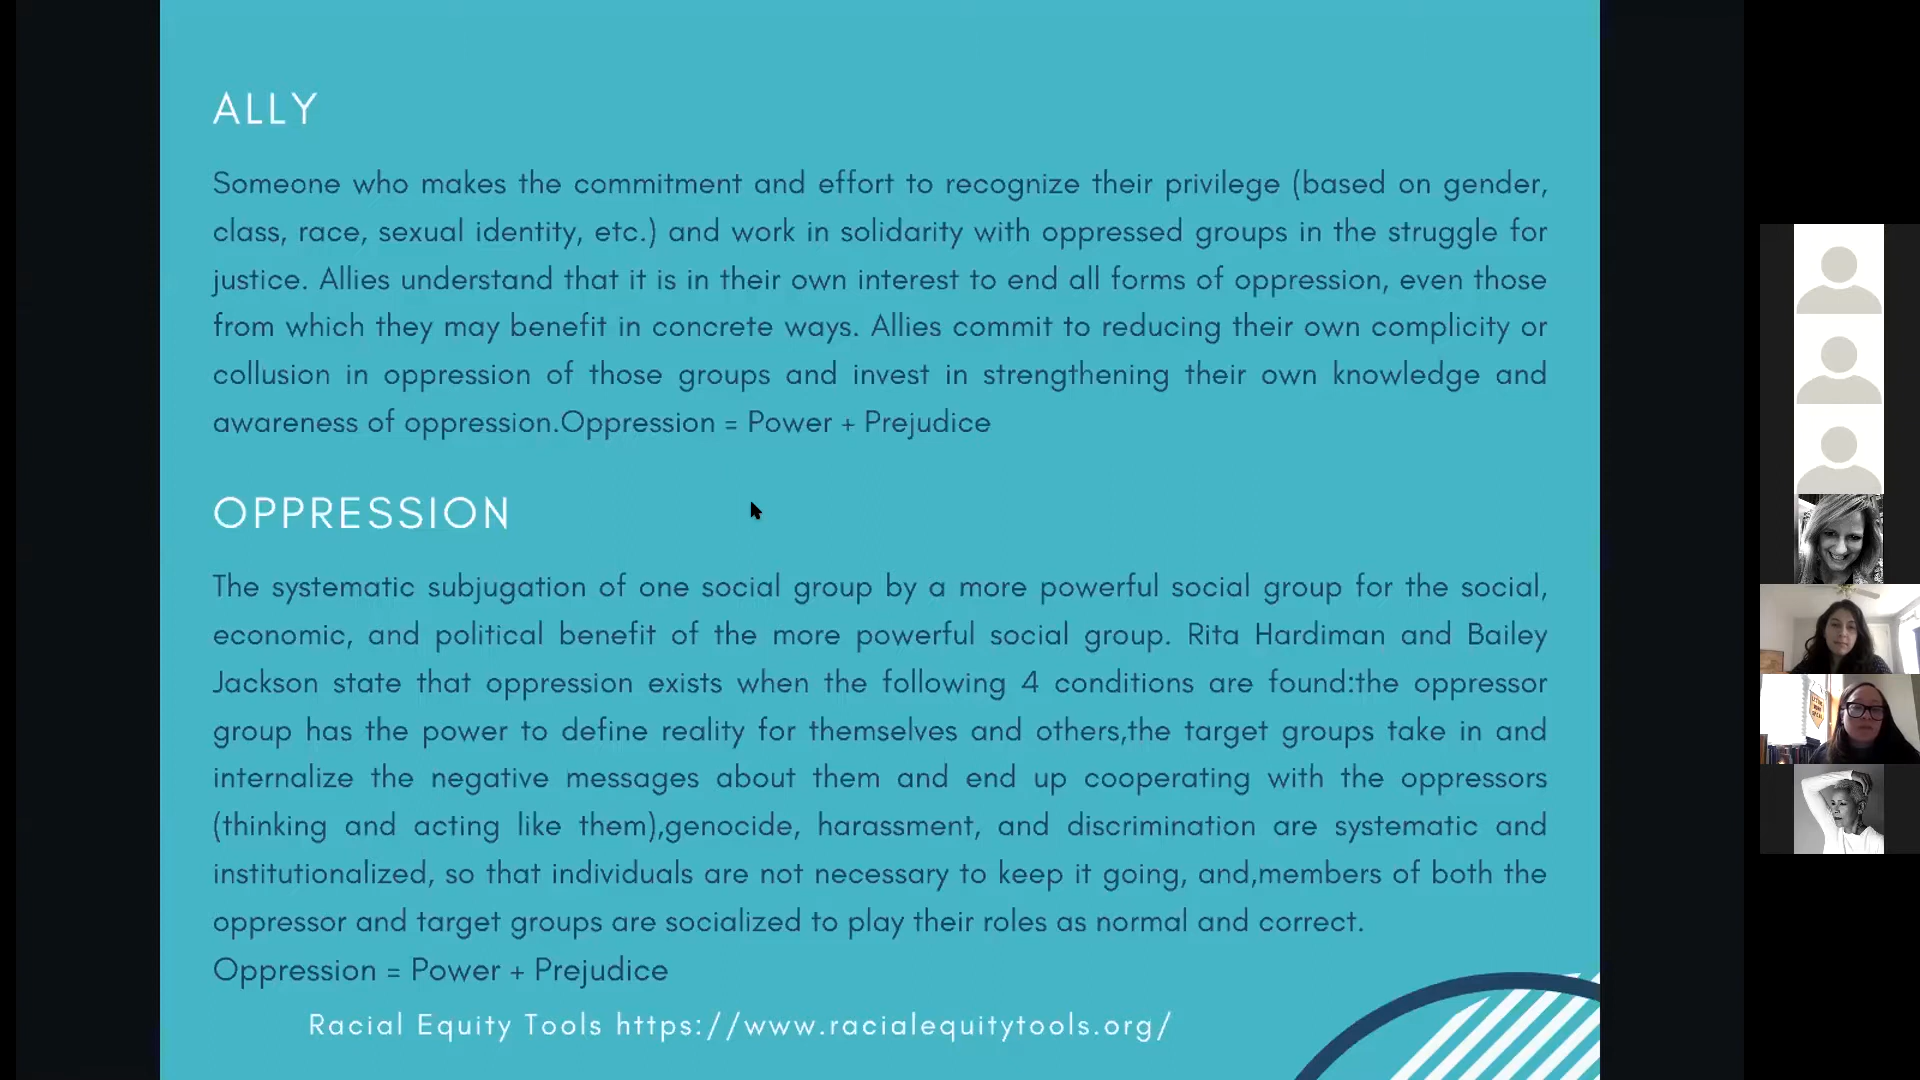 ALLY
Someone who makes the commitment and effort to recognize their privilege (based on gender,
class, race, sexual identity, etc.) and work in solidarity with oppressed groups in the struggle for
justice. Allies understand that it is in their own interest to end all forms of oppression, even those
from which they may benefit in concrete ways. Allies commit to reducing their own complicity or
collusion in oppression of those groups and invest in strengthening their own knowledge and
awareness of oppression.Oppression = Power + Prejudice
OPPRESSION
The systematic subjugation of one social group by a more powerful social group for the social,
economic, and political benefit of the more powerful social group. Rita Hardiman and Bailey
Jackson state that oppression exists when the following 4 conditions are found:the oppressor
group has the power to define reality for themselves and others,the target groups take in and
internalize the negative messages about them and end up cooperating with the oppressors
(thinking and acting like them),genocide, harassment, and discrimination are systematic and
institutionalized, so that individuals are not necessary to keep it going, and,members of both the
oppressor and target groups are socialized to play their roles as normal and correct.
Oppression = Power + Prejudice
Racial Equity Tools https://www.racialequitytools.org/